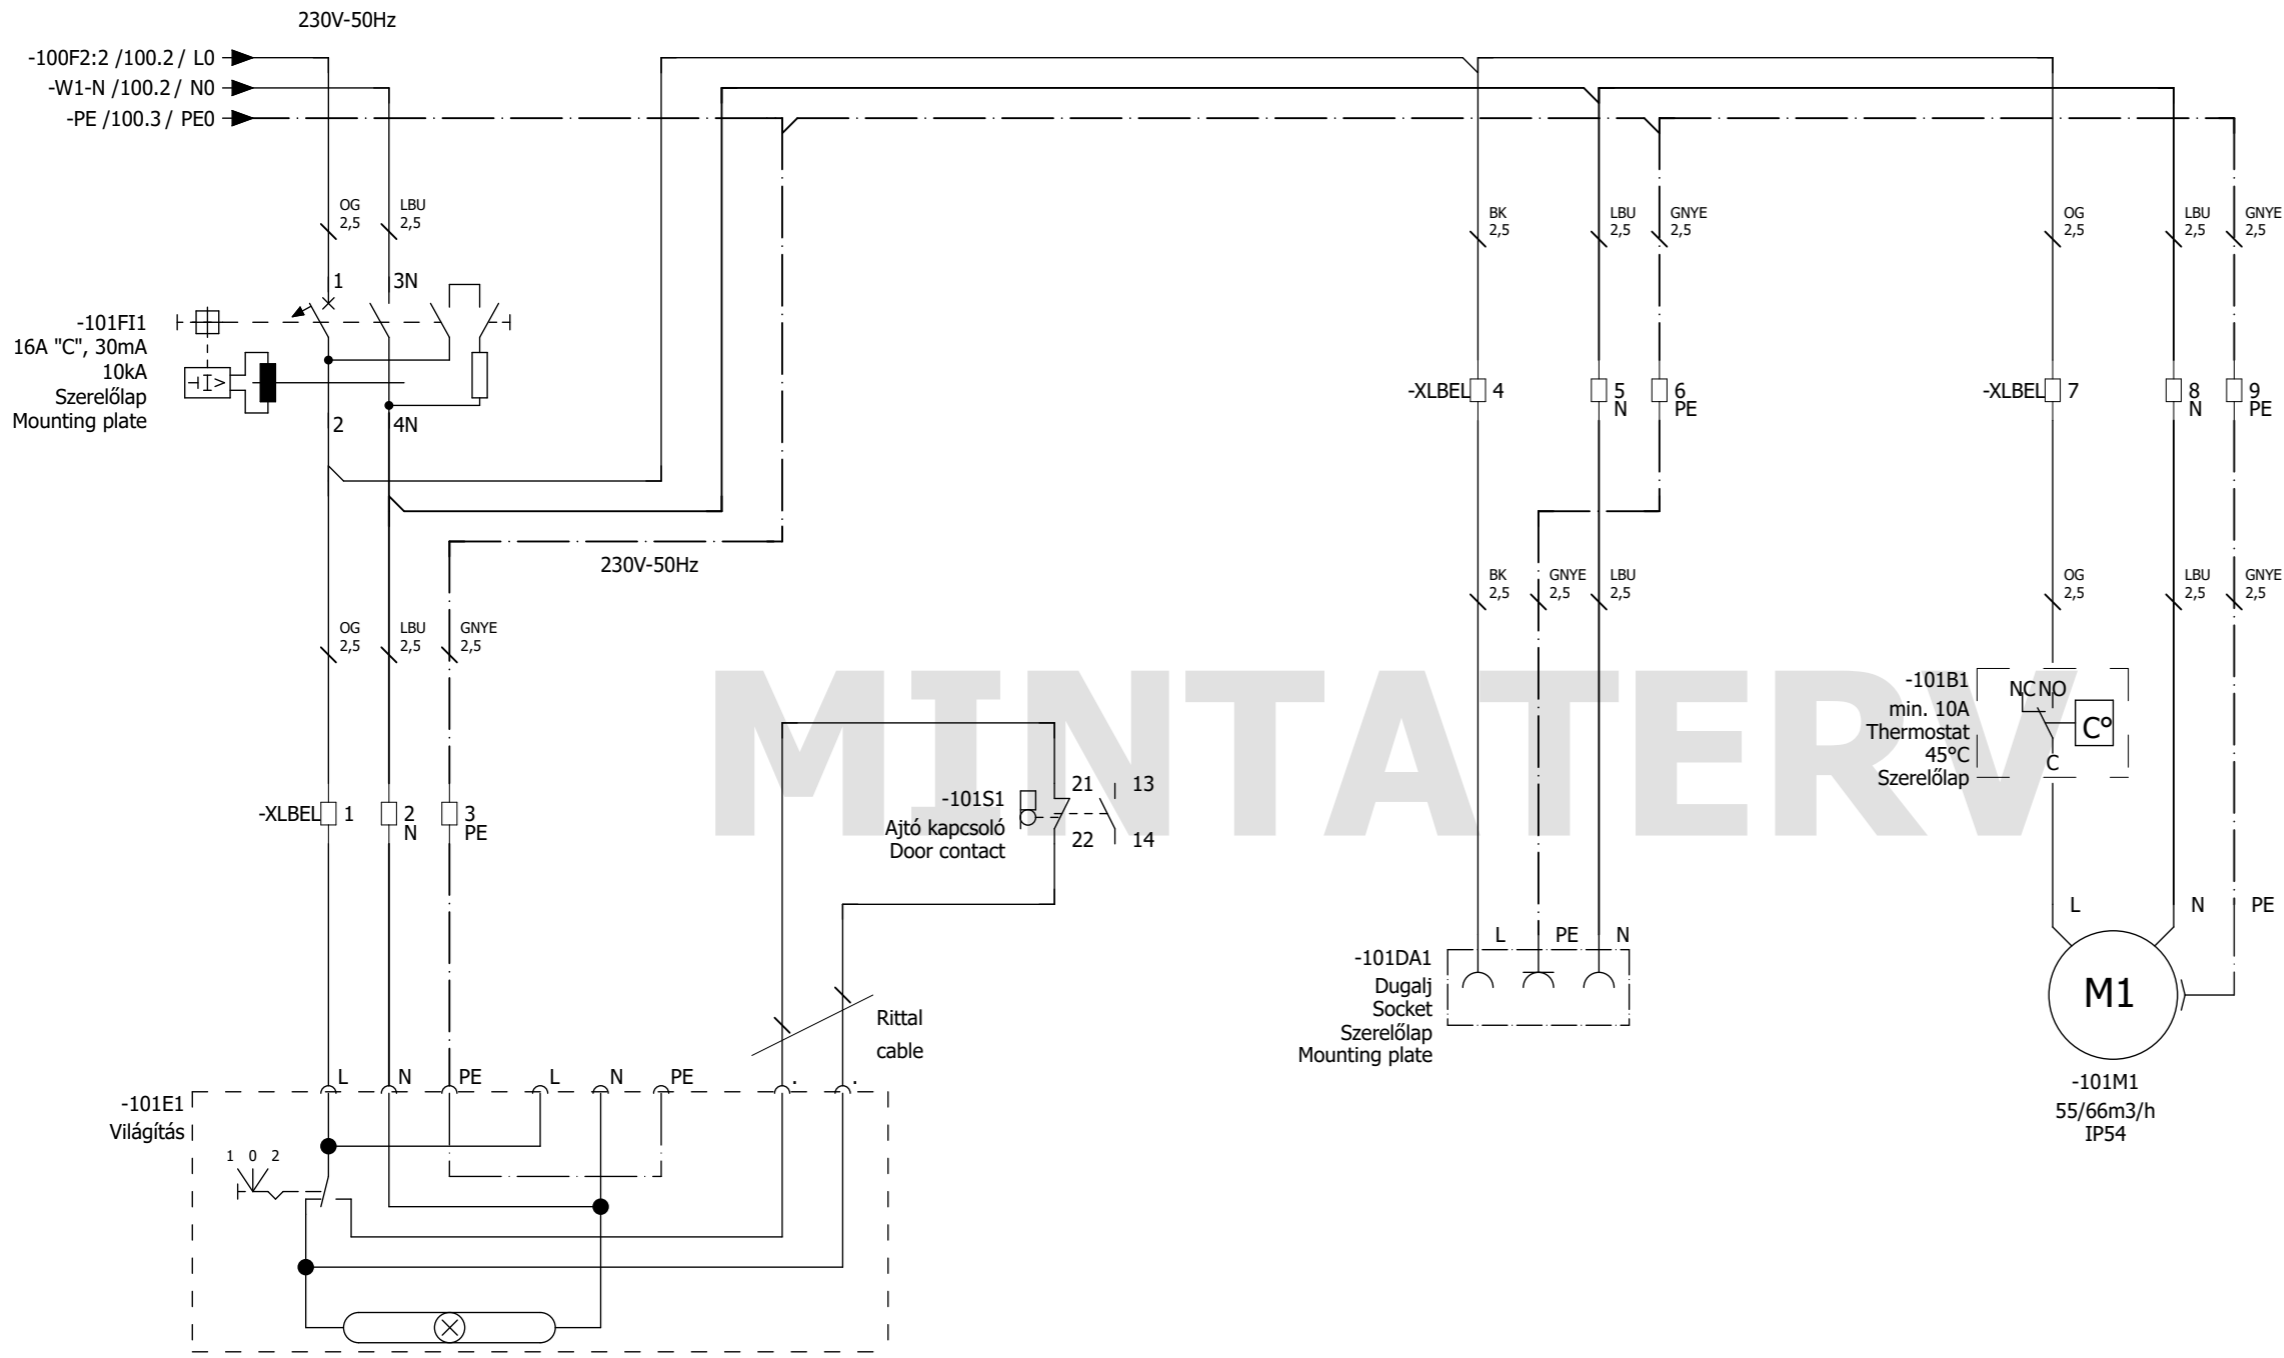 230V-50Hz
-100F2:2 /100.2 / L0
-W1-N /100.2 / N0
-PE /100.3 / PE0
OG
2,5
LBU
2,5
BK
2,5
LBU
2,5
GNYE
2,5
OG
2,5
LBU
2,5
GNYE
2,5
1
3N
-101FI1
16A "C", 30mA
10kA
Szerelőlap
Mounting plate
I>
2
4N
-XLBEL
4
5
N
6
PE
-XLBEL
7
8
N
9
PE
230V-50Hz
BK
2,5
GNYE
2,5
LBU
2,5
OG
2,5
LBU
2,5
GNYE
2,5
OG
2,5
LBU
2,5
GNYE
2,5
MINTATERV
-101B1
min. 10A
Thermostat
45°C
Szerelőlap
NC NO
C°
C
-XLBEL
1
2
N
3
PE
-101S1
Ajtó kapcsoló
Door contact
21
13
22
14
L
PE
N
-101DA1
Dugalj
Socket
Szerelőlap
Mounting plate
L
N
PE
M1
-101M1
55/66m3/h
IP54
Rittal
cable
L
N
PE
L
N
PE
.
.
-101E1
Világítás
1 0 2